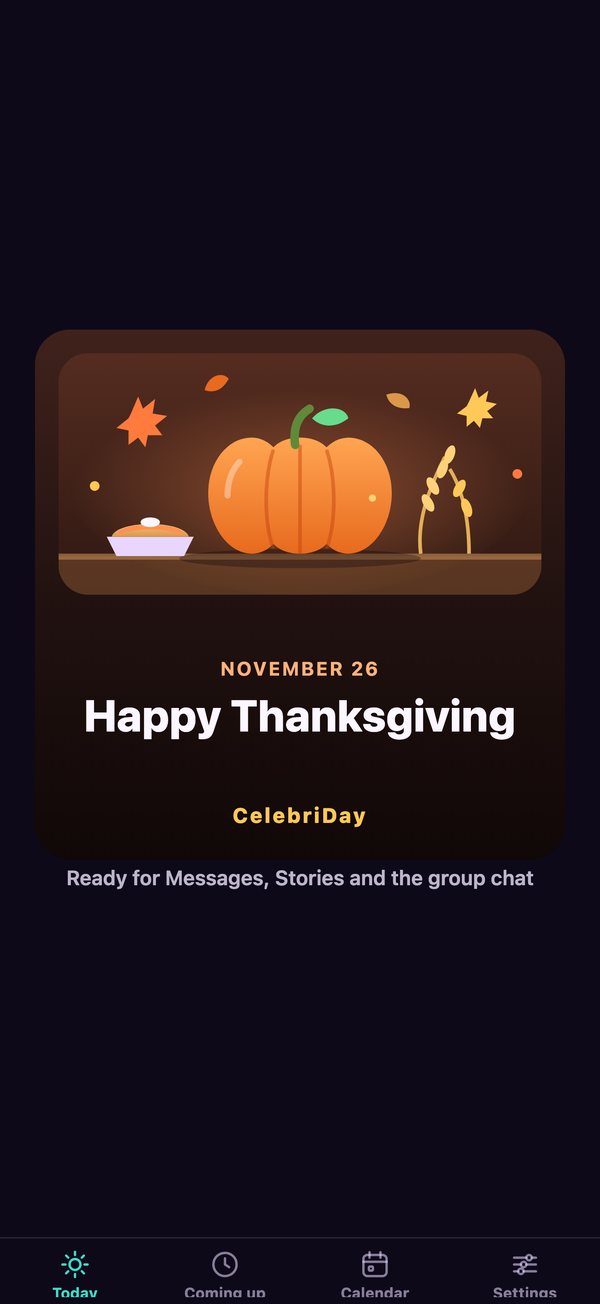 NOVEMBER 26
Happy Thanksgiving
CelebriDay
Ready for Messages, Stories and the group chat
Today
Coming up
Calendar
Settings